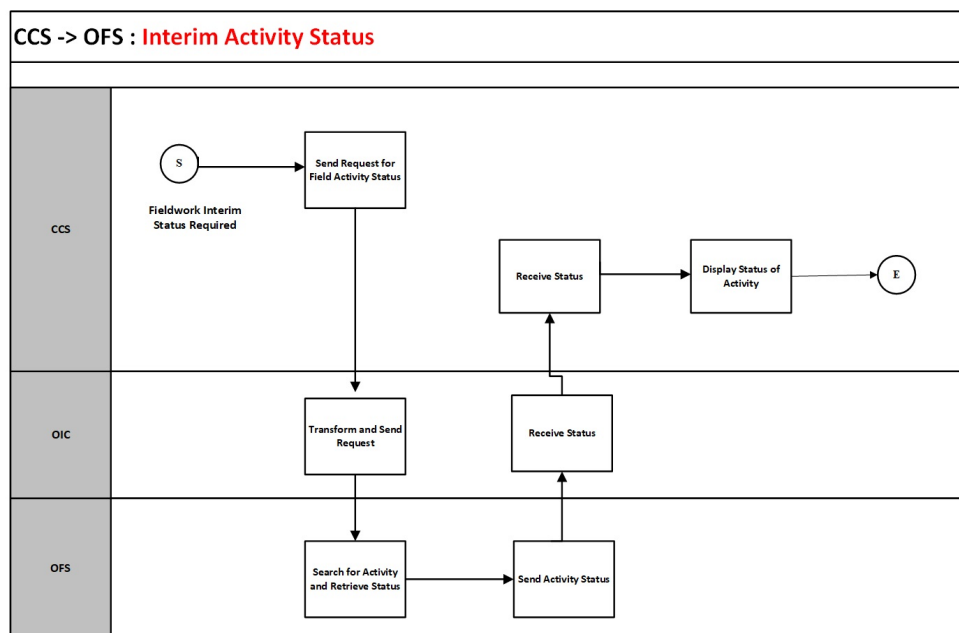 CCS -> OFS : Interim Activity Status
CCS
S
Fieldwork Interim
Status Required
Send Request for
Field Activity Status
Receive Status
Display Status of
Activity
E
OIC
Transform and Send
Request
Receive Status
OFS
Search for Activity
and Retrieve Status
Send Activity Status